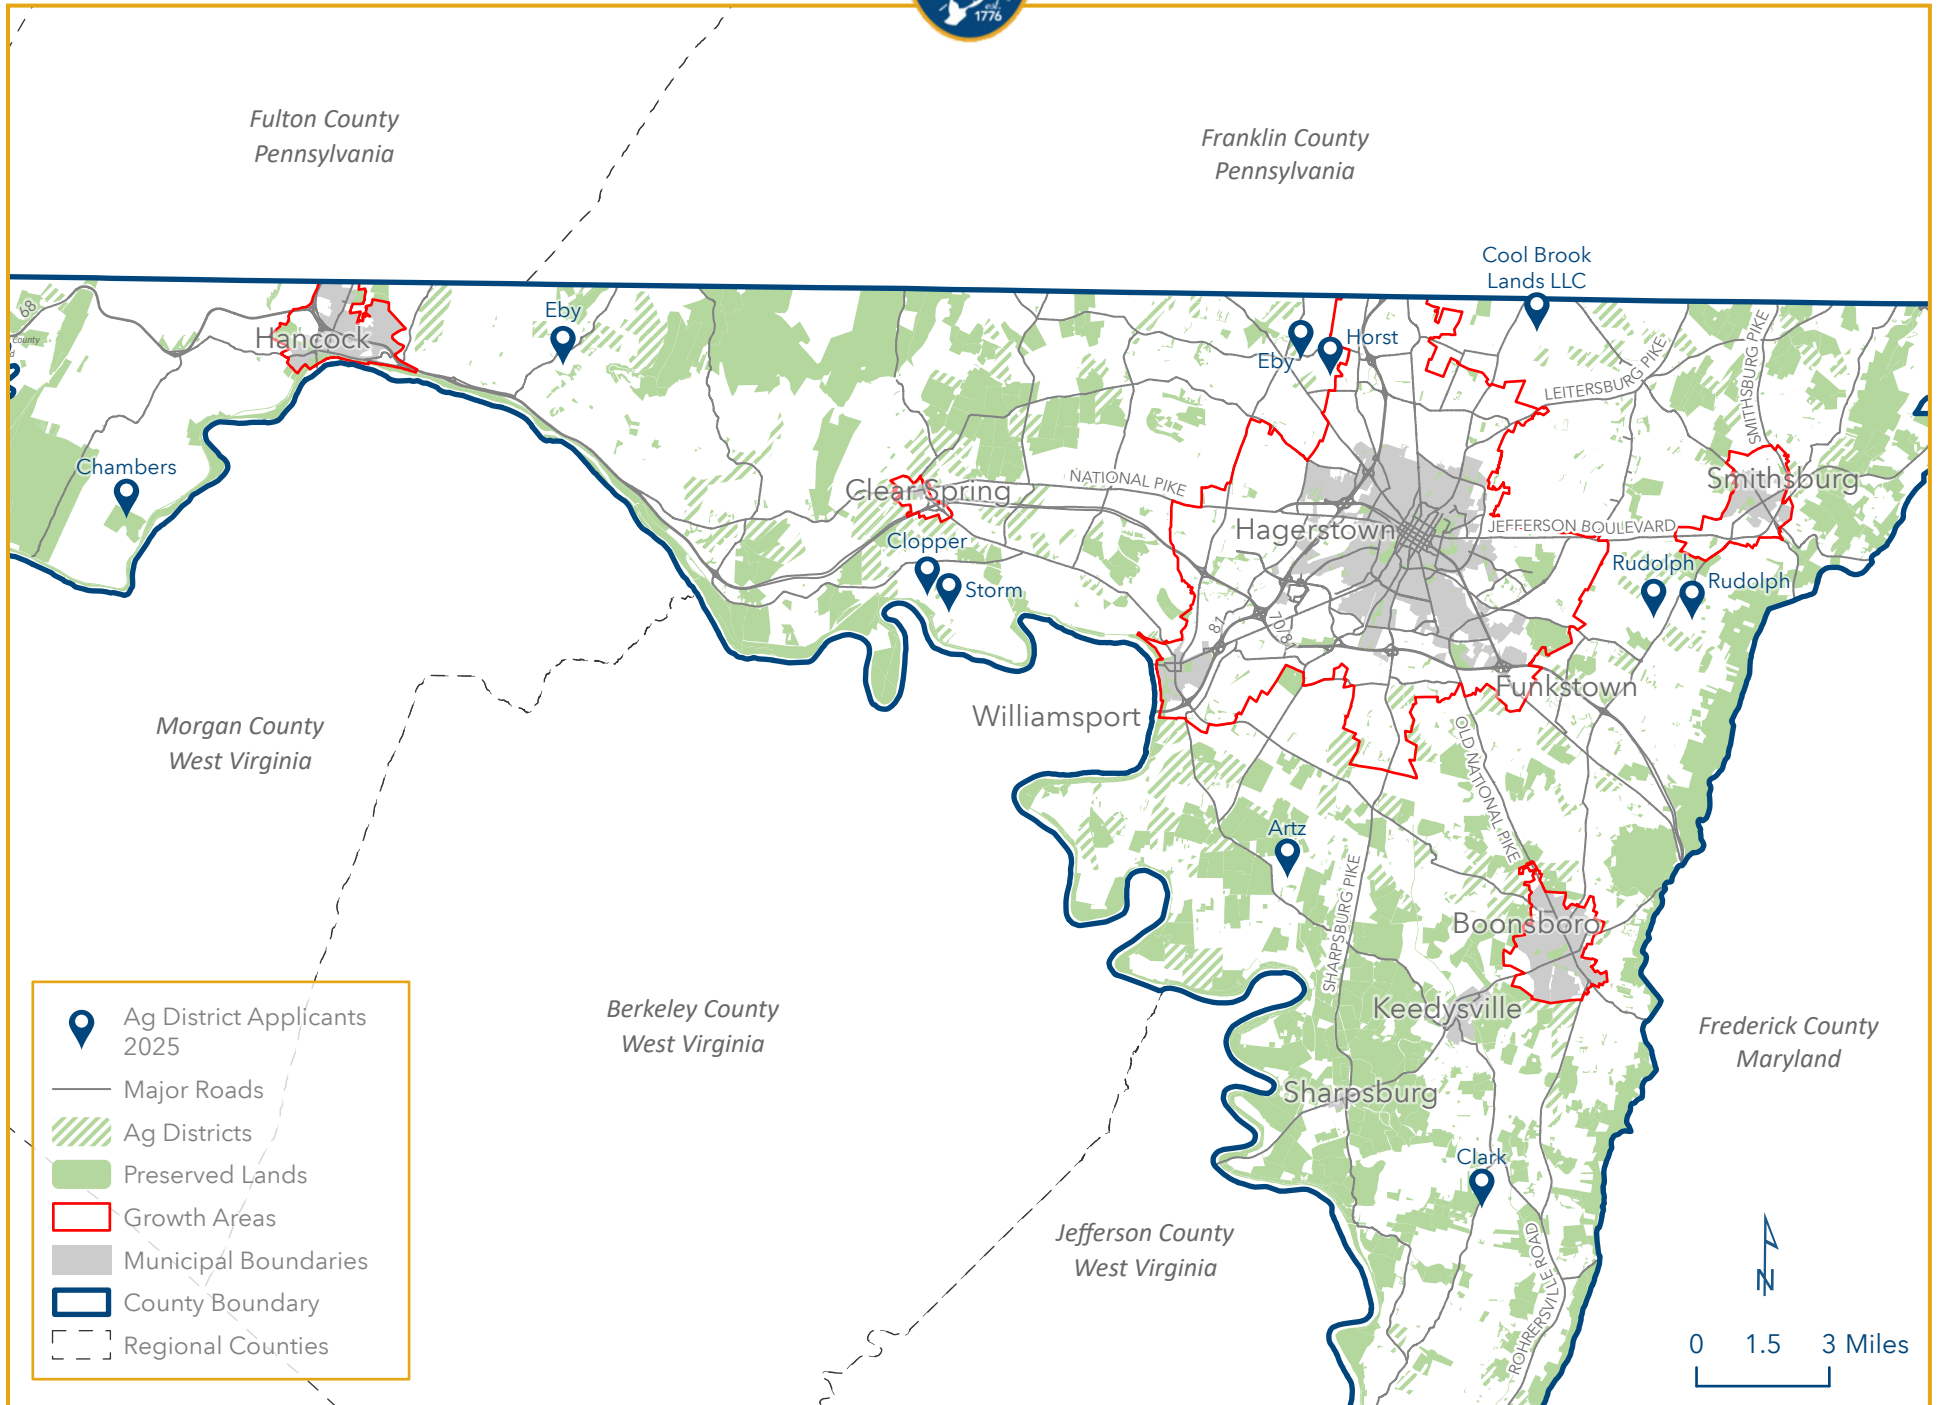 est.
1776
Fulton County
Pennsylvania
Franklin County
Pennsylvania
Cool Brook
Lands LLC
68
Hancock
Eby
Eby
Horst
LEITERSBURG PIKE
SMITHSBURG PIKE
County
Chambers
Clear Spring
NATIONAL PIKE
Hagerstown
JEFFERSON BOULEVARD
Smithsburg
Clopper
Storm
Rudolph
Rudolph
81
70/81
Funkstown
Williamsport
Morgan County
West Virginia
OLD NATIONAL PIKE
Artz
SHARPSBURG PIKE
Boonsboro
Keedysville
Berkeley County
West Virginia
Frederick County
Maryland
Sharpsburg
Clark
Jefferson County
West Virginia
ROHRERSVILLE ROAD
Ag District Applicants
2025
Major Roads
Ag Districts
Preserved Lands
Growth Areas
Municipal Boundaries
County Boundary
Regional Counties
N
0 1.5 3 Miles